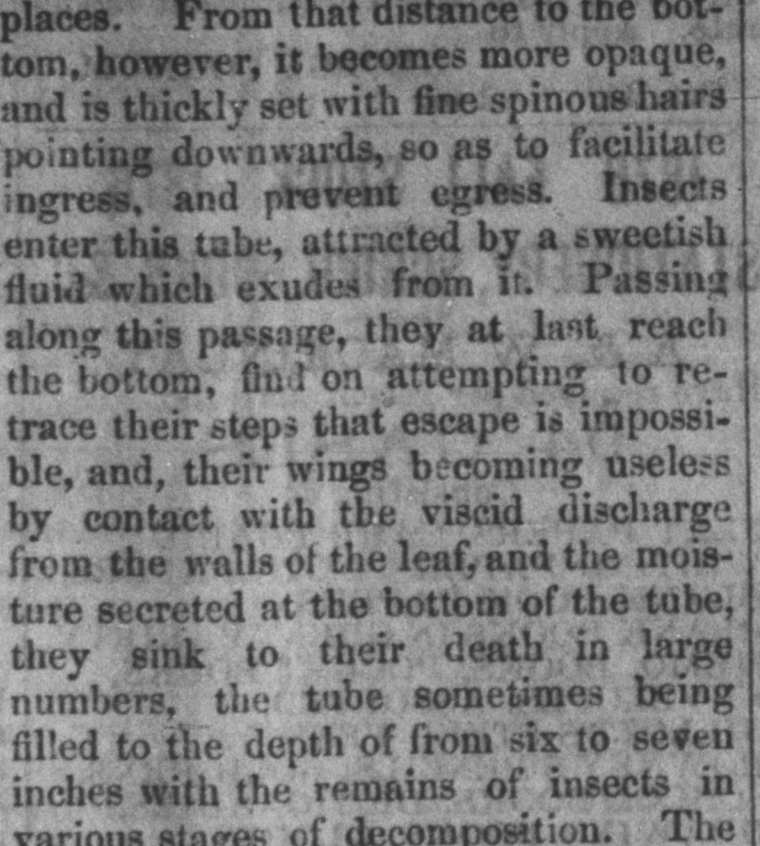 places. From that distance to the bot-
tom, however, it becomes more opaque,
and is thickly set with fine spinous hairs
pointing downwards, so as to facilitate
ingress, and prevent egress. Insects
enter this tube, attracted by a sweetish
fluid which exudes from it. Passing
along this passage, they at last reach
the bottom, find on attempting to re-
trace their steps that escape is impossi-
ble, and, their wings becoming useless
by contact with the viscid discharge
from the walls of the leaf, and the mois-
ture secreted at the bottom of the tube,
they sink to their death in large
numbers, the tube sometimes being
filled to the depth of from six to seven
inches with the remains of insects in
various stages of decomposition. The